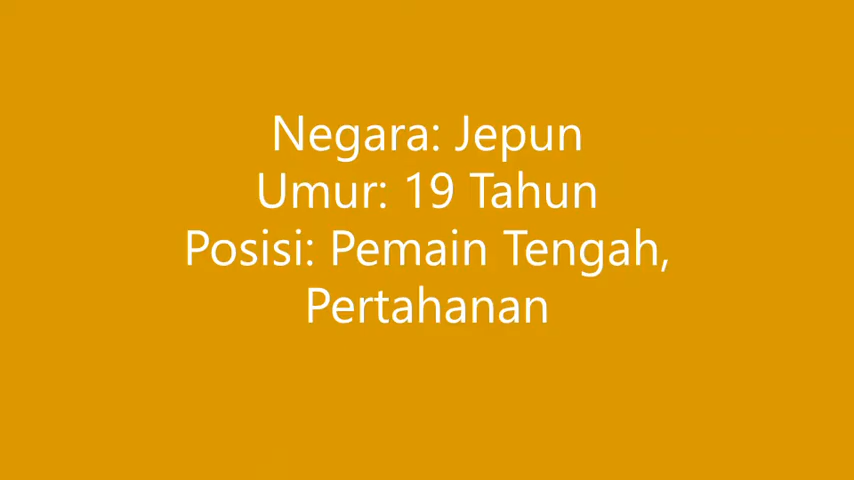 Negara: Jepun
Umur: 19 Tahun
Posisi: Pemain Tengah,
Pertahanan